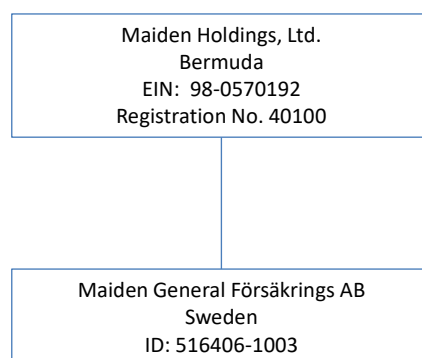 Maiden Holdings, Ltd.
Bermuda
EIN: 98-0570192
Registration No. 40100
Maiden General Försäkrings AB
Sweden
ID: 516406-1003